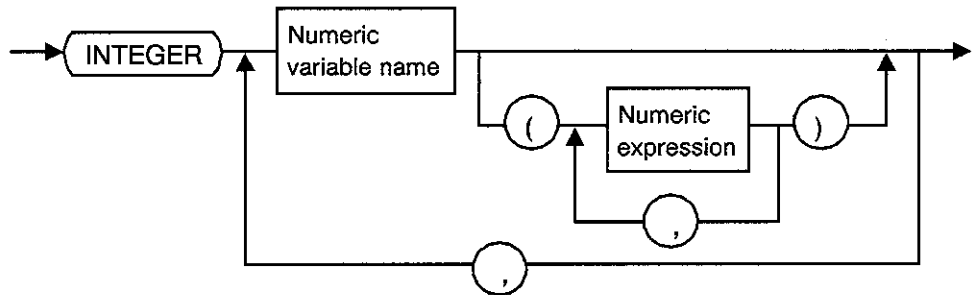 INTEGER
Numeric
variable name
(
Numeric
expression
)
,
,